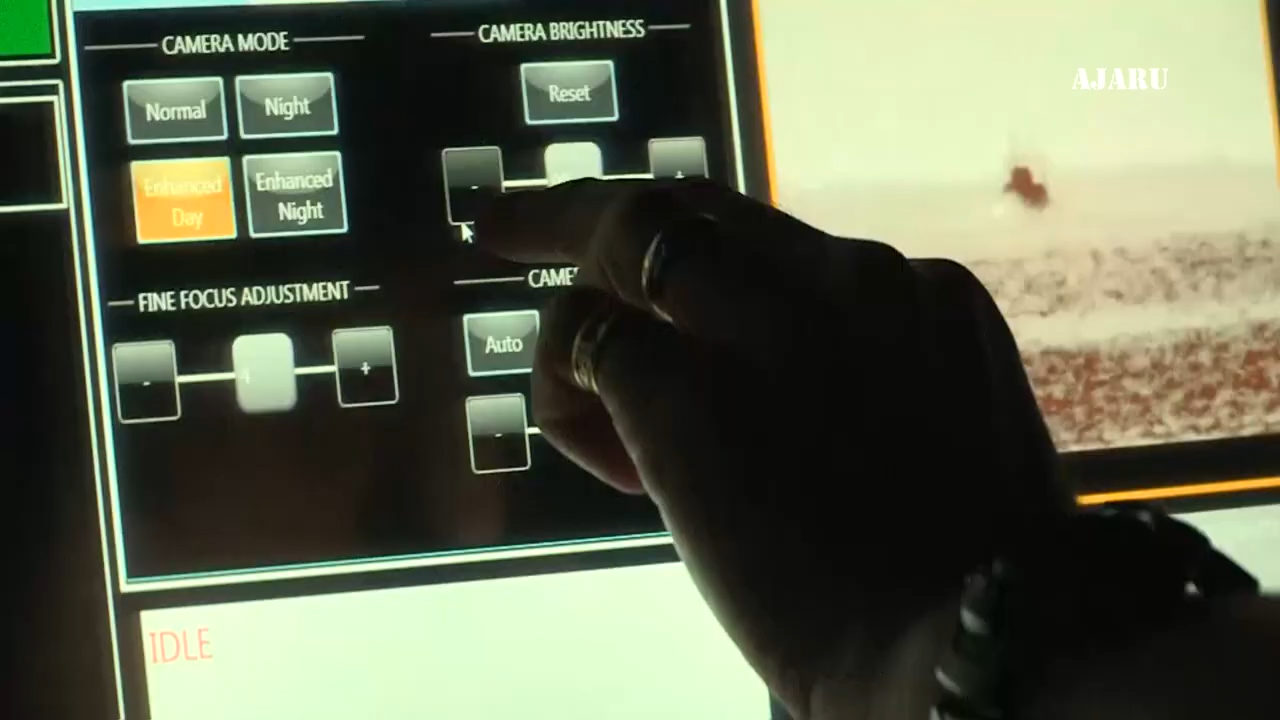 CAMERA MODE
CAMERA BRIGHTNESS
AJARU
Normal
Night
Reset
Enhanced
Day
Enhanced
Night
-
+
FINE FOCUS ADJUSTMENT
-
+
Auto
-
IDLE